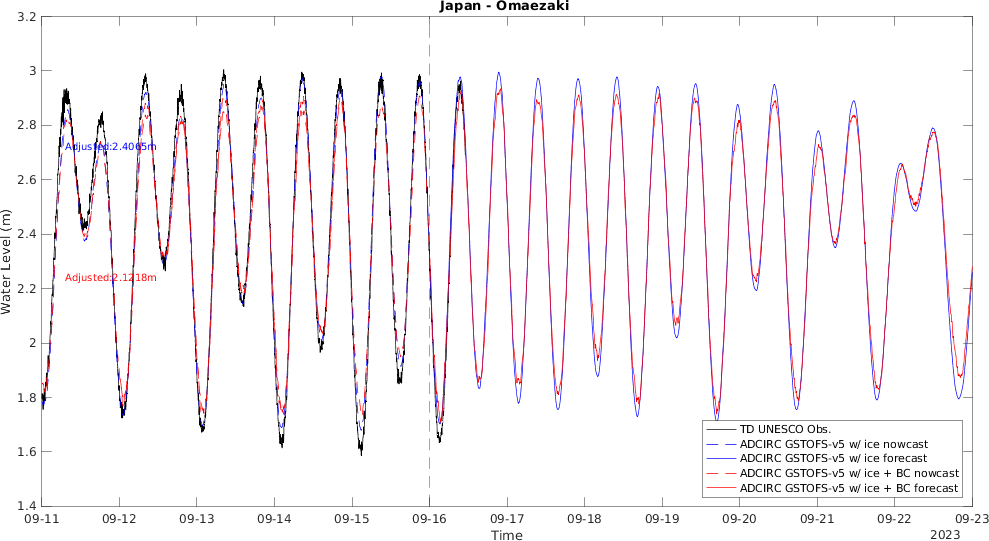 Japan - Omaezaki
3.2
3
2.8
2.6
2.4
2.2
2
1.8
1.6
1.4
Water Level (m)
Adjusted:2.4065m
Adjusted:2.1218m
TD UNESCO Obs.
ADCIRC GSTOFS-v5 w/ ice nowcast
ADCIRC GSTOFS-v5 w/ ice forecast
ADCIRC GSTOFS-v5 w/ ice + BC nowcast
ADCIRC GSTOFS-v5 w/ ice + BC forecast
09-11 09-12 09-13 09-14 09-15 09-16 09-17 09-18 09-19 09-20 09-21 09-22 09-23
Time
2023